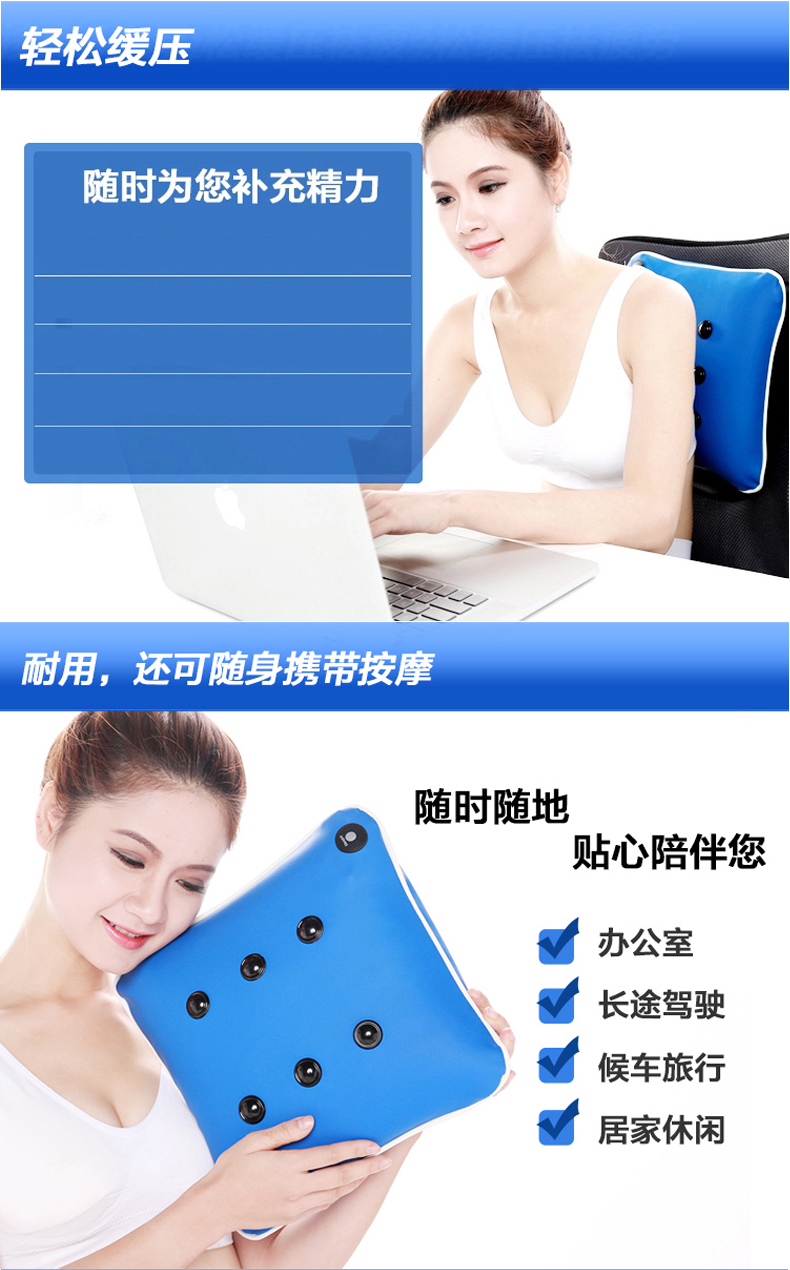 轻松缓压
随时为您补充精力
耐用，还可随身携带按摩
随时随地
贴心陪伴您
办公室
长途驾驶
候车旅行
居家休闲